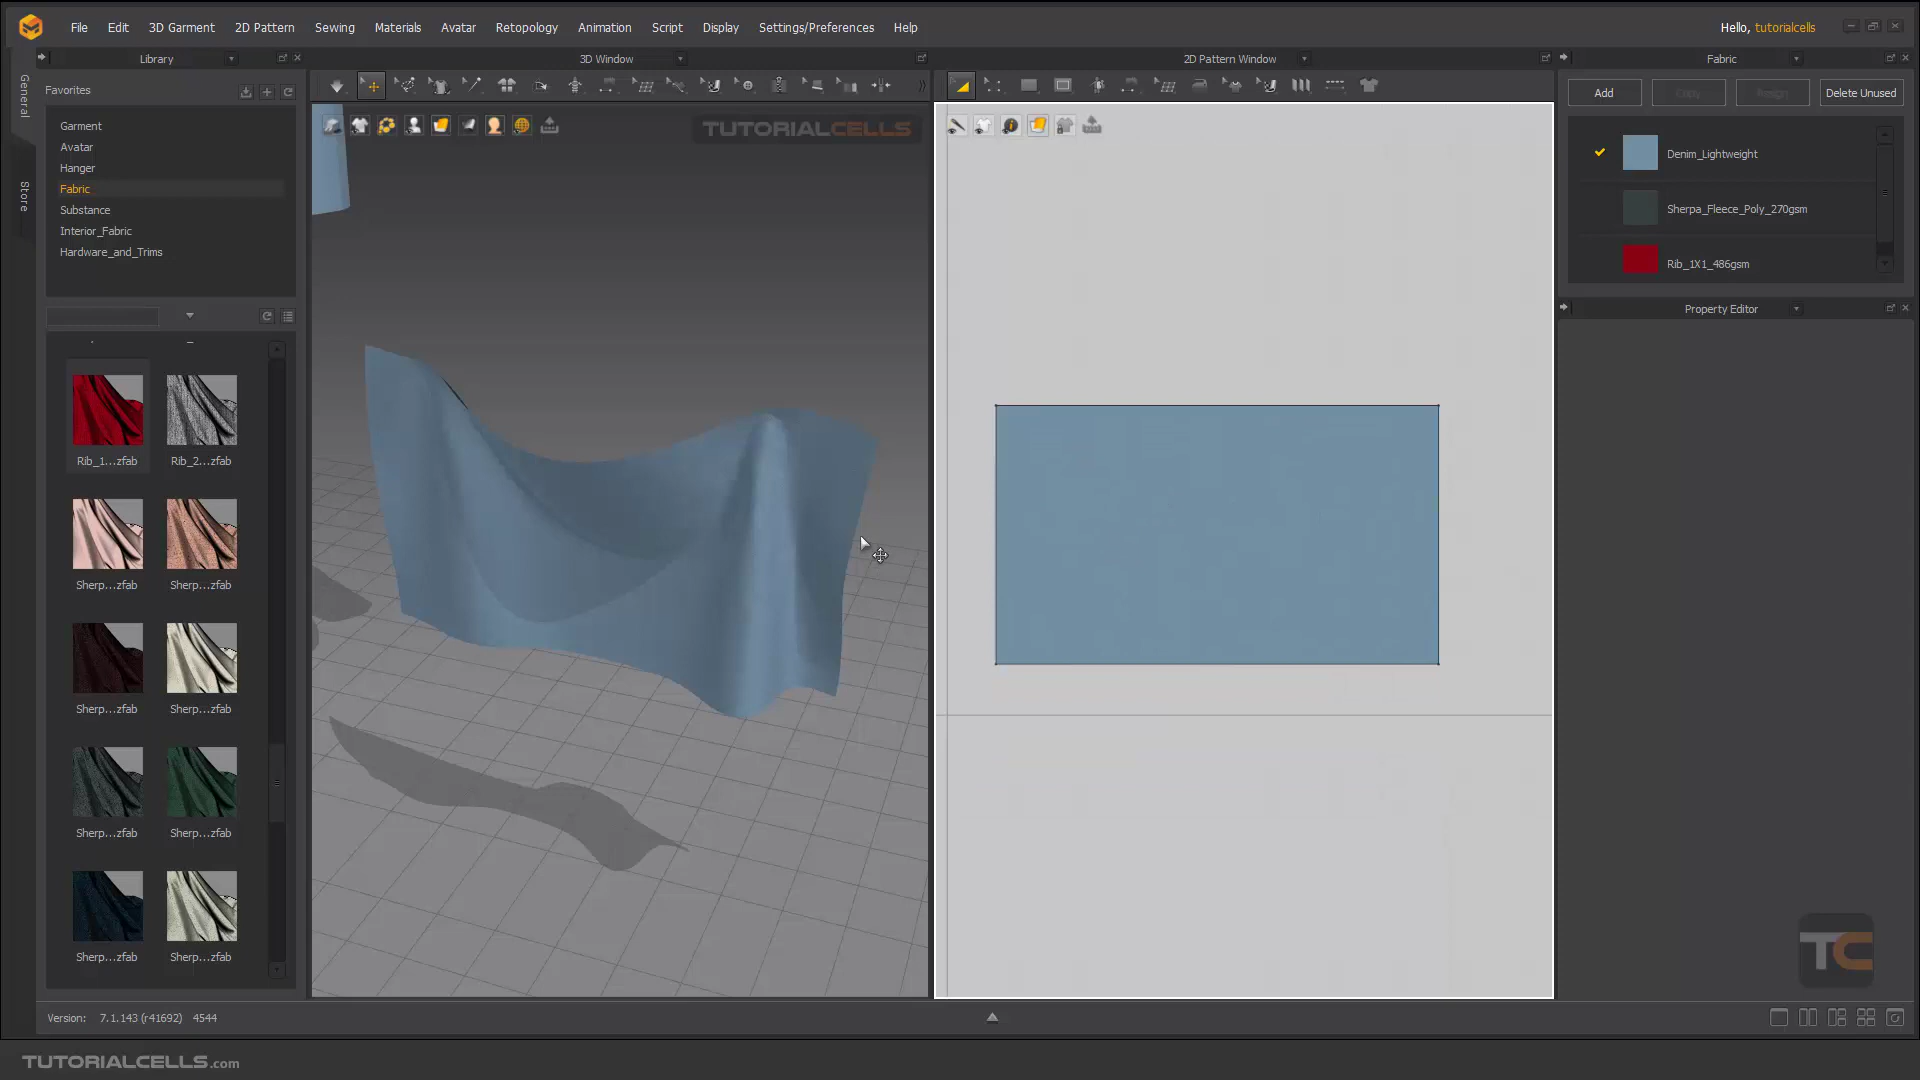 File Edit 3D Garment 2D Pattern Sewing Materials Avatar Retopology Animation Script Display Settings/Preferences Help
Hello, tutorialcells
Library
3D Window
2D Pattern Window
Fabric
General
Store
Favorites
Garment
Avatar
Hanger
Fabric
Substance
Interior_Fabric
Hardware_and_Trims
TUTORIALCELLS
Add Copy Assign Delete Unused
Denim_Lightweight
Sherpa_Fleece_Poly_270gsm
Rib_1X1_486gsm
Property Editor
Rib_1...zfab Rib_2...zfab
Sherp...zfab Sherp...zfab
Sherp...zfab Sherp...zfab
Sherp...zfab Sherp...zfab
Sherp...zfab Sherp...zfab
TC
Version: 7.1.143 (r41692) 4544
TUTORIALCELLS.com